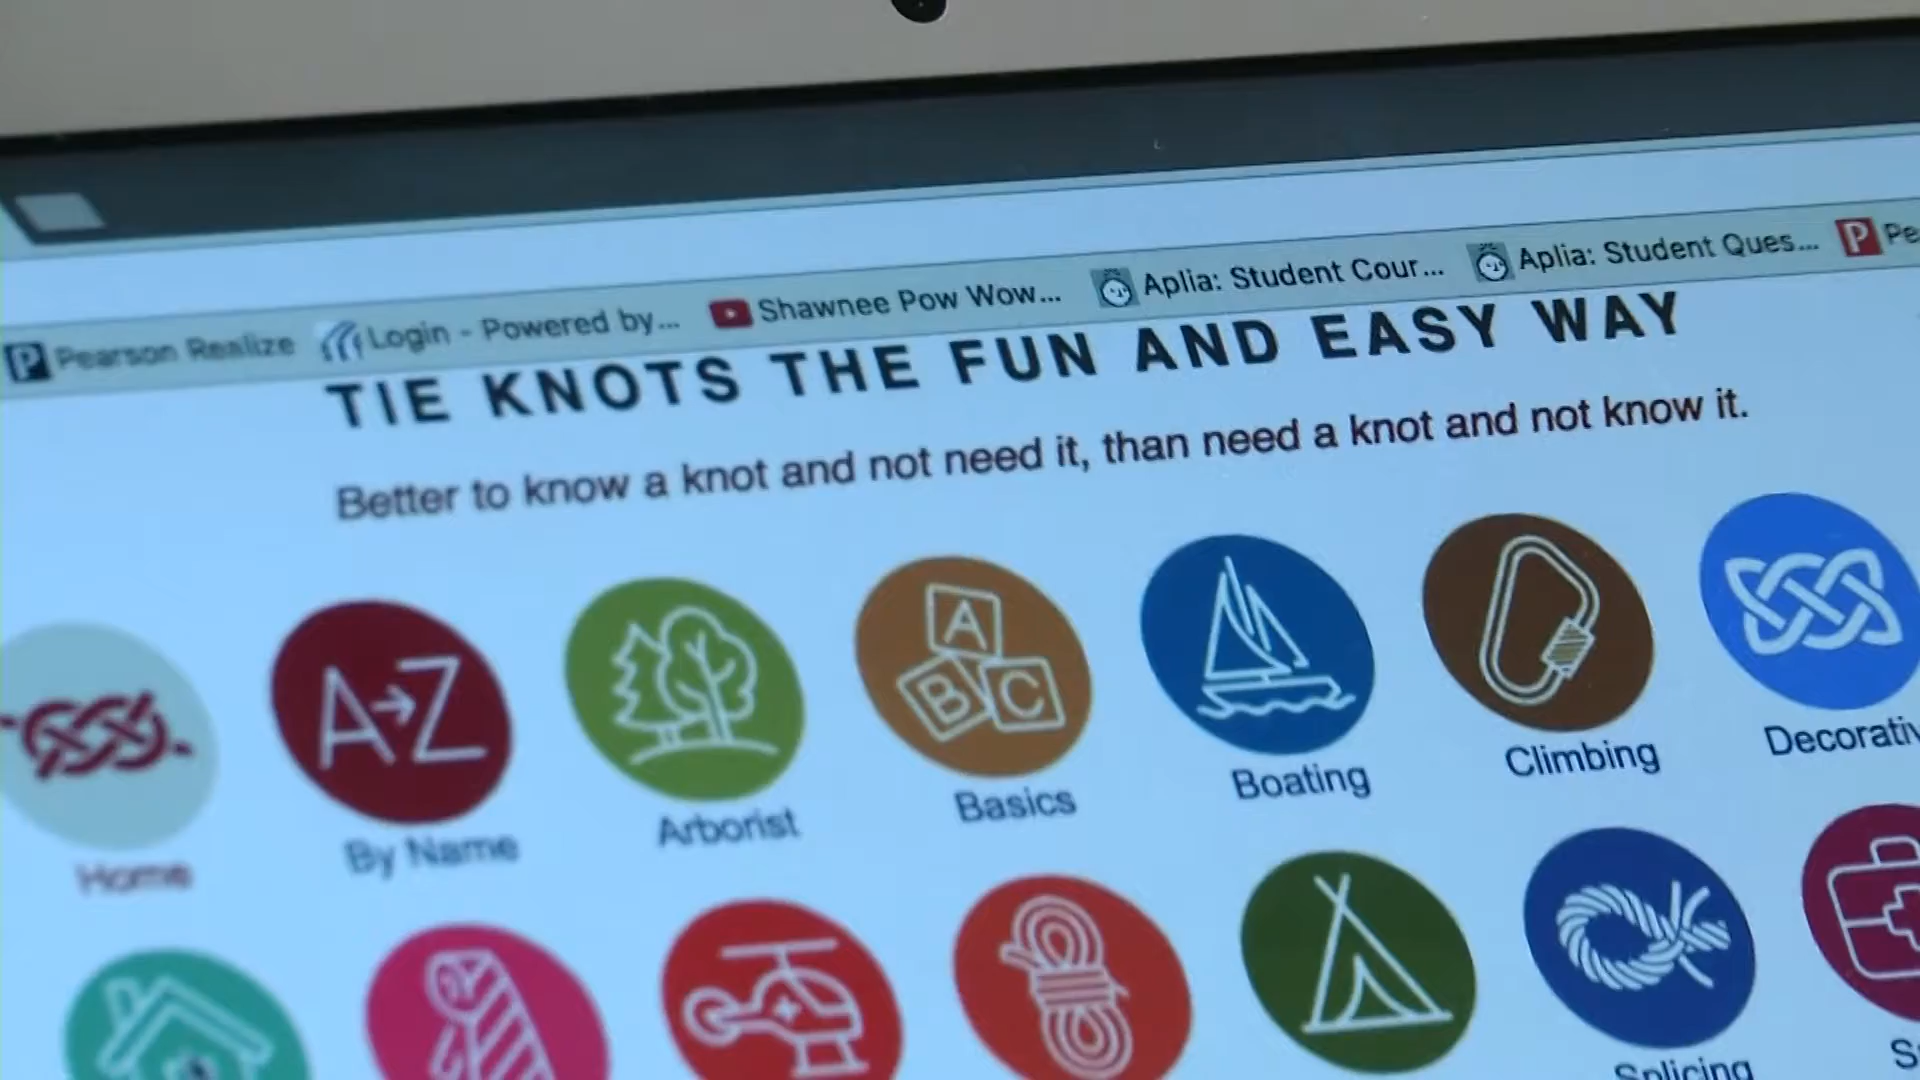 Pearson Realize Login - Powered by... Shawnee Pow Wow... Aplia: Student Cour... Aplia: Student Ques... Pe
TIE KNOTS THE FUN AND EASY WAY
Better to know a knot and not need it, than need a knot and not know it.
A→Z
A
B C
Home By Name Arborist Basics Boating Climbing Decorativ
Splicing